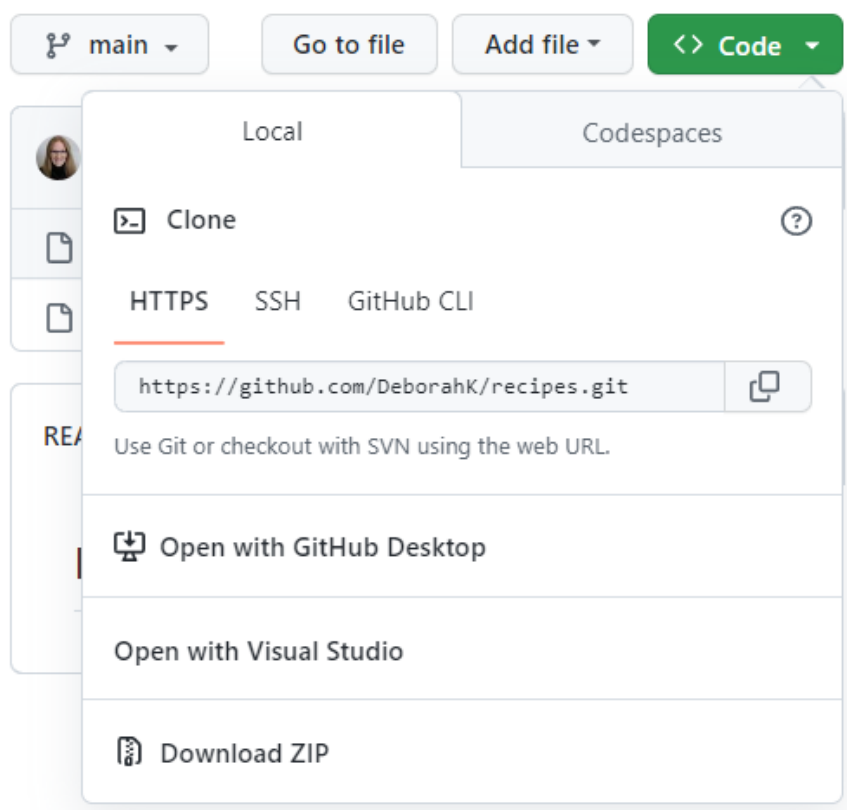 main
Go to file
Add file
Code
Local
Codespaces
Clone
HTTPS
SSH
GitHub CLI
https://github.com/DeborahK/recipes.git
REA
Use Git or checkout with SVN using the web URL.
Open with GitHub Desktop
Open with Visual Studio
Download ZIP